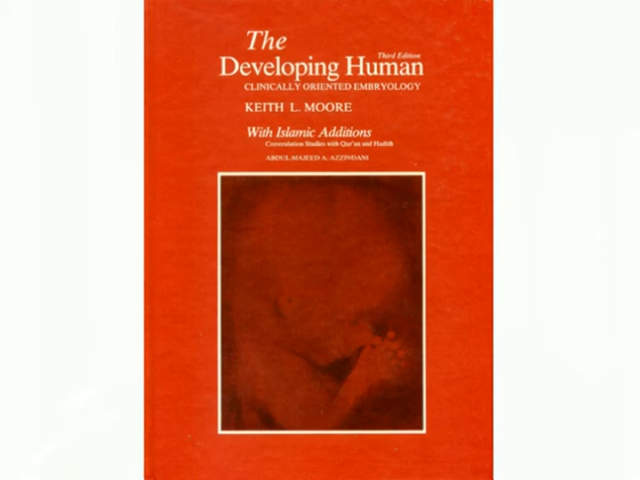 The
Third Edition
Developing Human
CLINICALLY ORIENTED EMBRYOLOGY
KEITH L. MOORE
With Islamic Additions
Correlation Studies with Qur'an and Hadith
ABDUL-MAJEED A. AZZINDANI